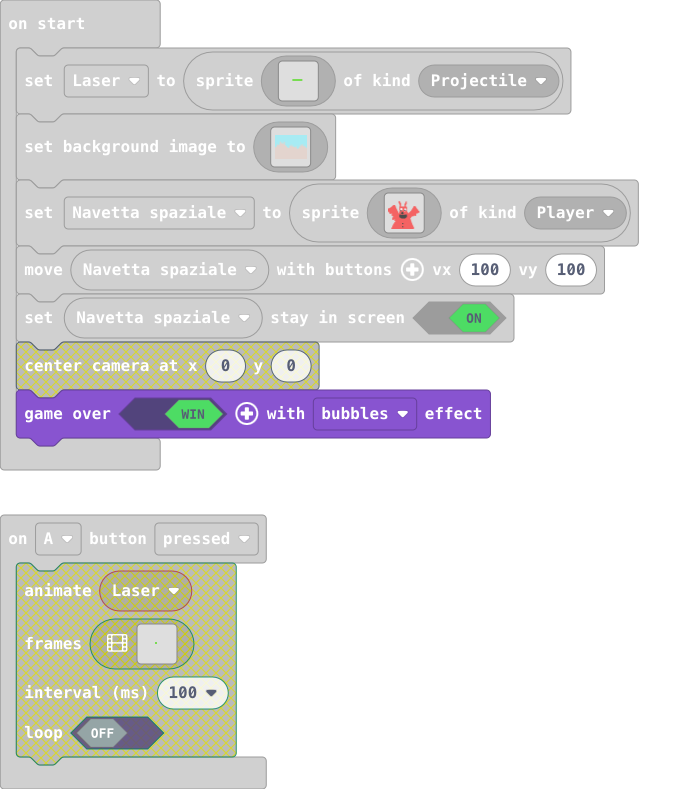 on start
set Laser to sprite of kind Projectile
set background image to
set Navetta spaziale to sprite of kind Player
move Navetta spaziale with buttons vx 100 vy 100
set Navetta spaziale stay in screen ON
center camera at x 0 y 0
game over WIN with bubbles effect
on A button pressed
animate Laser
frames
interval (ms) 100
loop OFF